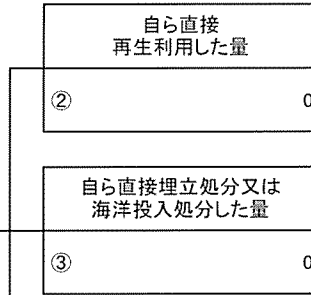 自ら直接
再生利用した量
② 0
自ら直接埋立処分又は
海洋投入処分した量
③ 0